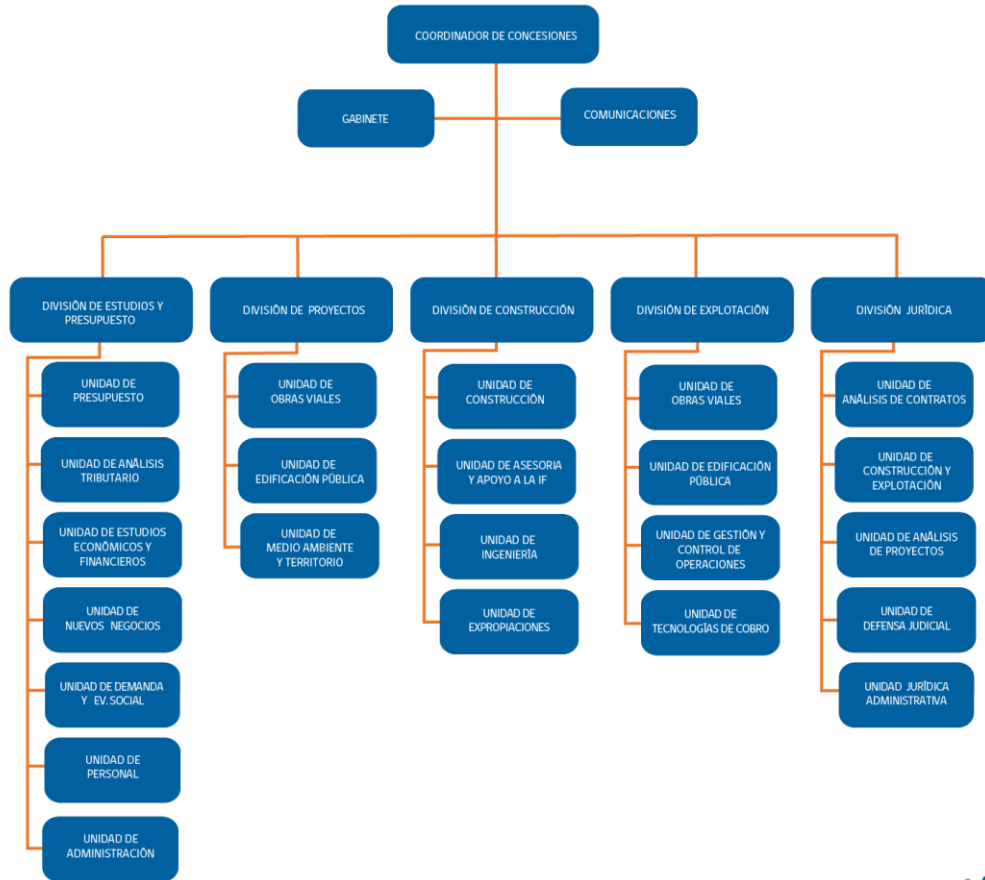 COORDINADOR DE CONCESIONES
GABINETE
COMUNICACIONES
DIVISIÓN DE ESTUDIOS Y
PRESUPUESTO
UNIDAD DE
PRESUPUESTO
UNIDAD DE ANÁLISIS
TRIBUTARIO
UNIDAD DE ESTUDIOS
ECONÓMICOS Y
FINANCIEROS
UNIDAD DE
NUEVOS NEGOCIOS
UNIDAD DE DEMANDA
Y EV. SOCIAL
UNIDAD DE
PERSONAL
UNIDAD DE
ADMINISTRACIÓN
DIVISIÓN DE PROYECTOS
UNIDAD DE
OBRAS VIALES
UNIDAD DE
EDIFICACIÓN PÚBLICA
UNIDAD DE
MEDIO AMBIENTE
Y TERRITORIO
DIVISIÓN DE CONSTRUCCIÓN
UNIDAD DE
CONSTRUCCIÓN
UNIDAD DE ASESORIA
Y APOYO A LA IF
UNIDAD DE
INGENIERÍA
UNIDAD DE
EXPROPIACIONES
DIVISIÓN DE EXPLOTACIÓN
UNIDAD DE
OBRAS VIALES
UNIDAD DE EDIFICACIÓN
PÚBLICA
UNIDAD DE GESTIÓN Y
CONTROL DE
OPERACIONES
UNIDAD DE
TECNOLOGÍAS DE COBRO
DIVISIÓN JURÍDICA
UNIDAD DE
ANÁLISIS DE CONTRATOS
UNIDAD DE
CONSTRUCCIÓN Y
EXPLOTACIÓN
UNIDAD DE ANÁLISIS
DE PROYECTOS
UNIDAD DE
DEFENSA JUDICIAL
UNIDAD JURÍDICA
ADMINISTRATIVA